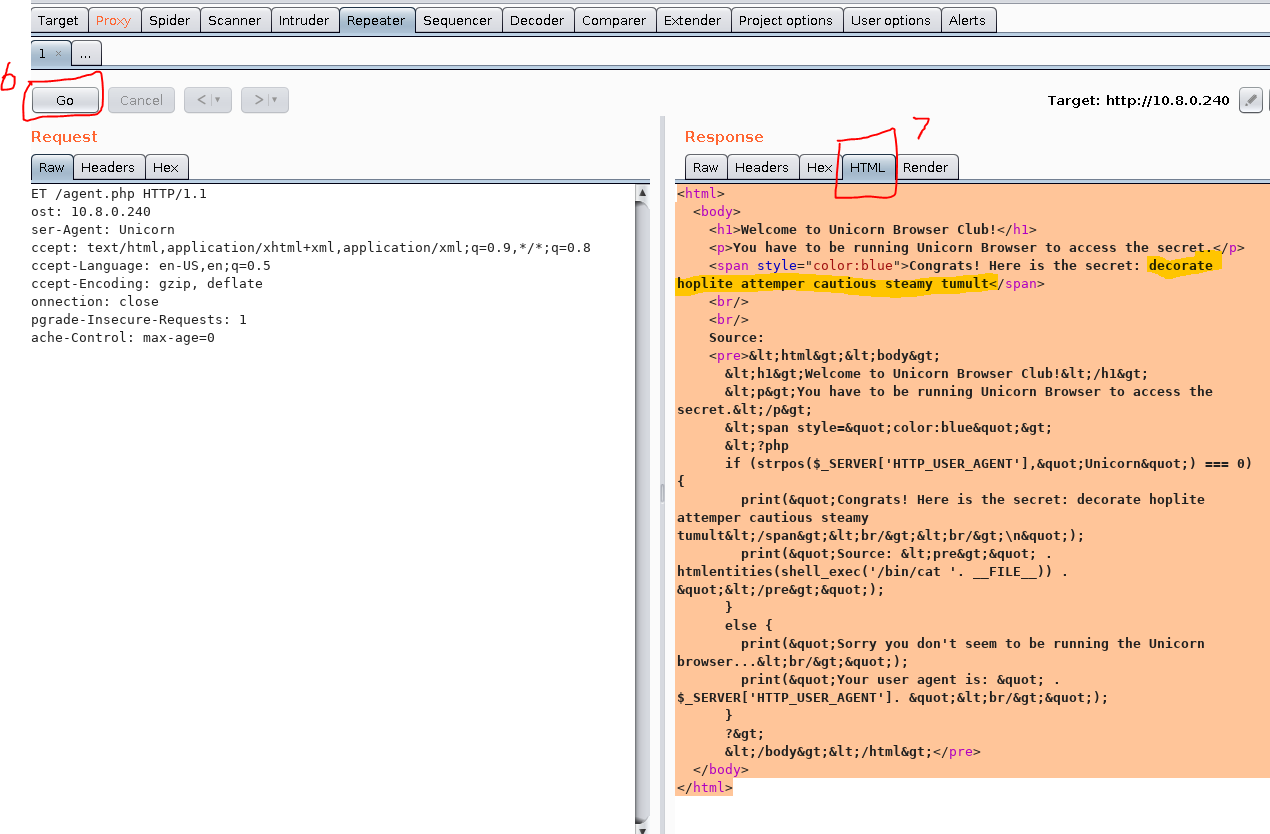 Target Proxy Spider Scanner Intruder Repeater Sequencer Decoder Comparer Extender Project options User options Alerts
1 × ...
6
Go Cancel < > Target: http://10.8.0.240
7
Request
Raw Headers Hex
ET /agent.php HTTP/1.1
ost: 10.8.0.240
ser-Agent: Unicorn
ccept: text/html,application/xhtml+xml,application/xml;q=0.9,*/*;q=0.8
ccept-Language: en-US,en;q=0.5
ccept-Encoding: gzip, deflate
onnection: close
pgrade-Insecure-Requests: 1
ache-Control: max-age=0
Response
Raw Headers Hex HTML Render
<html>
<body>
<h1>Welcome to Unicorn Browser Club!</h1>
<p>You have to be running Unicorn Browser to access the secret.</p>
<span style="color:blue">Congrats! Here is the secret: decorate
hoplite attemper cautious steamy tumult</span>
<br/>
<br/>
Source:
<pre>&lt;html&gt;&lt;body&gt;
&lt;h1&gt;Welcome to Unicorn Browser Club!&lt;/h1&gt;
&lt;p&gt;You have to be running Unicorn Browser to access the
secret.&lt;/p&gt;
&lt;span style=&quot;color:blue&quot;&gt;
&lt;?php
if (strpos($_SERVER['HTTP_USER_AGENT'],&quot;Unicorn&quot;) === 0)
{
print(&quot;Congrats! Here is the secret: decorate hoplite
attemper cautious steamy
tumult&lt;/span&gt;&lt;br/&gt;&lt;br/&gt;\n&quot;);
print(&quot;Source: &lt;pre&gt;&quot; .
htmlentities(shell_exec('/bin/cat '. __FILE__)) .
&quot;&lt;/pre&gt;&quot;);
}
else {
print(&quot;Sorry you don't seem to be running the Unicorn
browser...&lt;br/&gt;&quot;);
print(&quot;Your user agent is: &quot; .
$_SERVER['HTTP_USER_AGENT']. &quot;&lt;br/&gt;&quot;);
}
?&gt;
&lt;/body&gt;&lt;/html&gt;</pre>
</body>
</html>